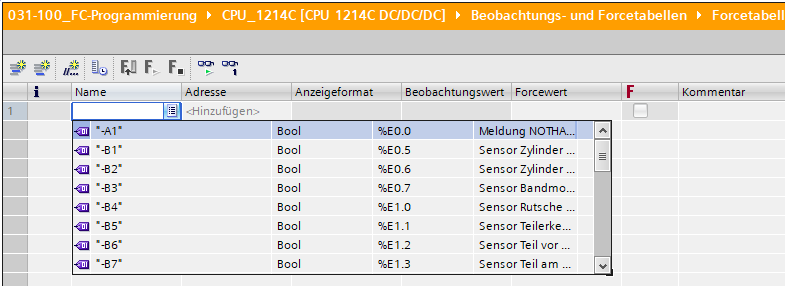 031-100_FC-Programmierung ▸ CPU_1214C [CPU 1214C DC/DC/DC] ▸ Beobachtungs- und Forcetabellen ▸ Forcetabell
i Name Adresse Anzeigeformat Beobachtungswert Forcewert F Kommentar
1 <Hinzufügen>
"-A1" Bool %E0.0 Meldung NOTHA...
"-B1" Bool %E0.5 Sensor Zylinder ...
"-B2" Bool %E0.6 Sensor Zylinder ...
"-B3" Bool %E0.7 Sensor Bandmo...
"-B4" Bool %E1.0 Sensor Rutsche ...
"-B5" Bool %E1.1 Sensor Teilerke...
"-B6" Bool %E1.2 Sensor Teil vor ...
"-B7" Bool %E1.3 Sensor Teil am ...